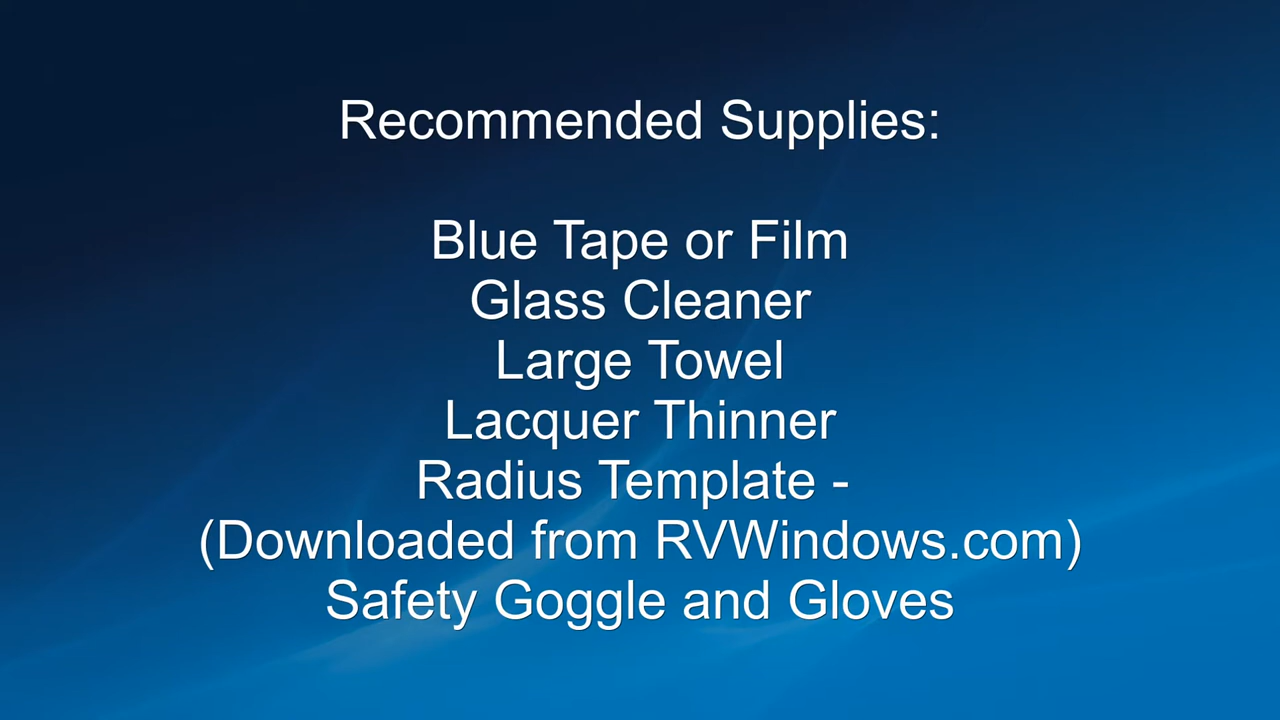 Recommended Supplies:
Blue Tape or Film
Glass Cleaner
Large Towel
Lacquer Thinner
Radius Template -
(Downloaded from RVWindows.com)
Safety Goggle and Gloves